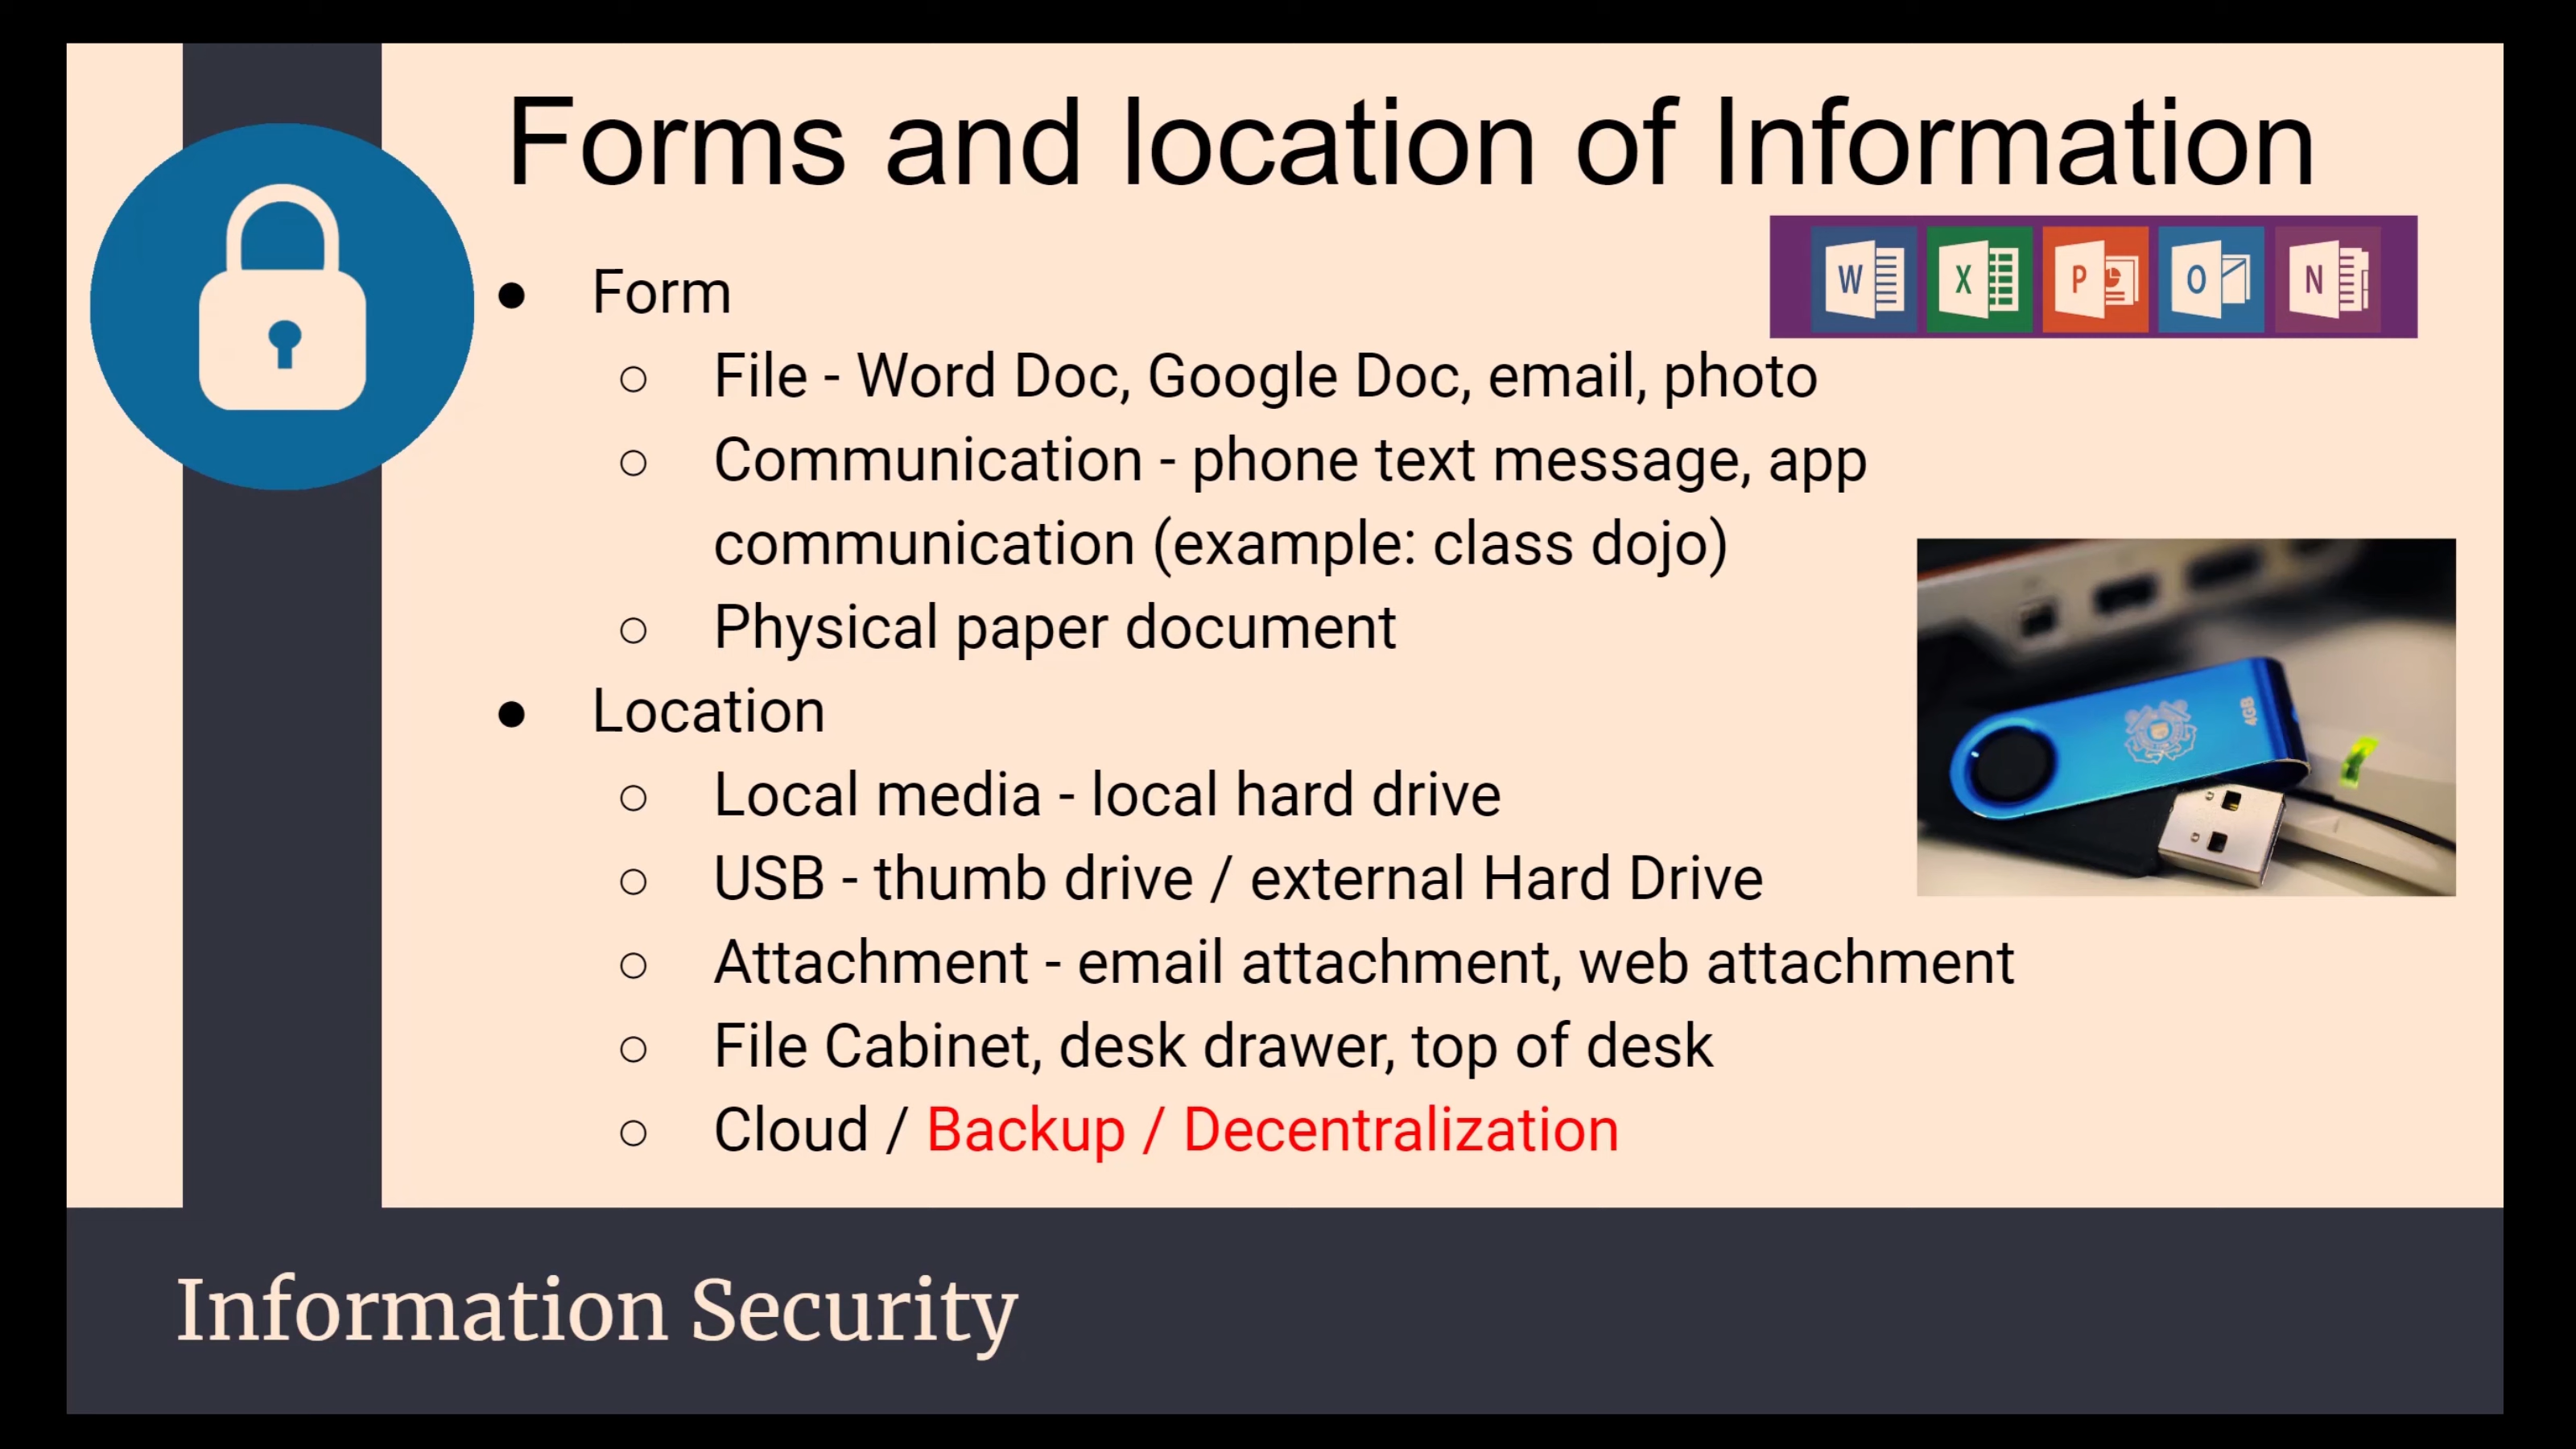 Forms and location of Information
W X P O N
● Form
○ File - Word Doc, Google Doc, email, photo
○ Communication - phone text message, app
communication (example: class dojo)
○ Physical paper document
● Location
○ Local media - local hard drive
4GB
○ USB - thumb drive / external Hard Drive
○ Attachment - email attachment, web attachment
○ File Cabinet, desk drawer, top of desk
○ Cloud / Backup / Decentralization
Information Security